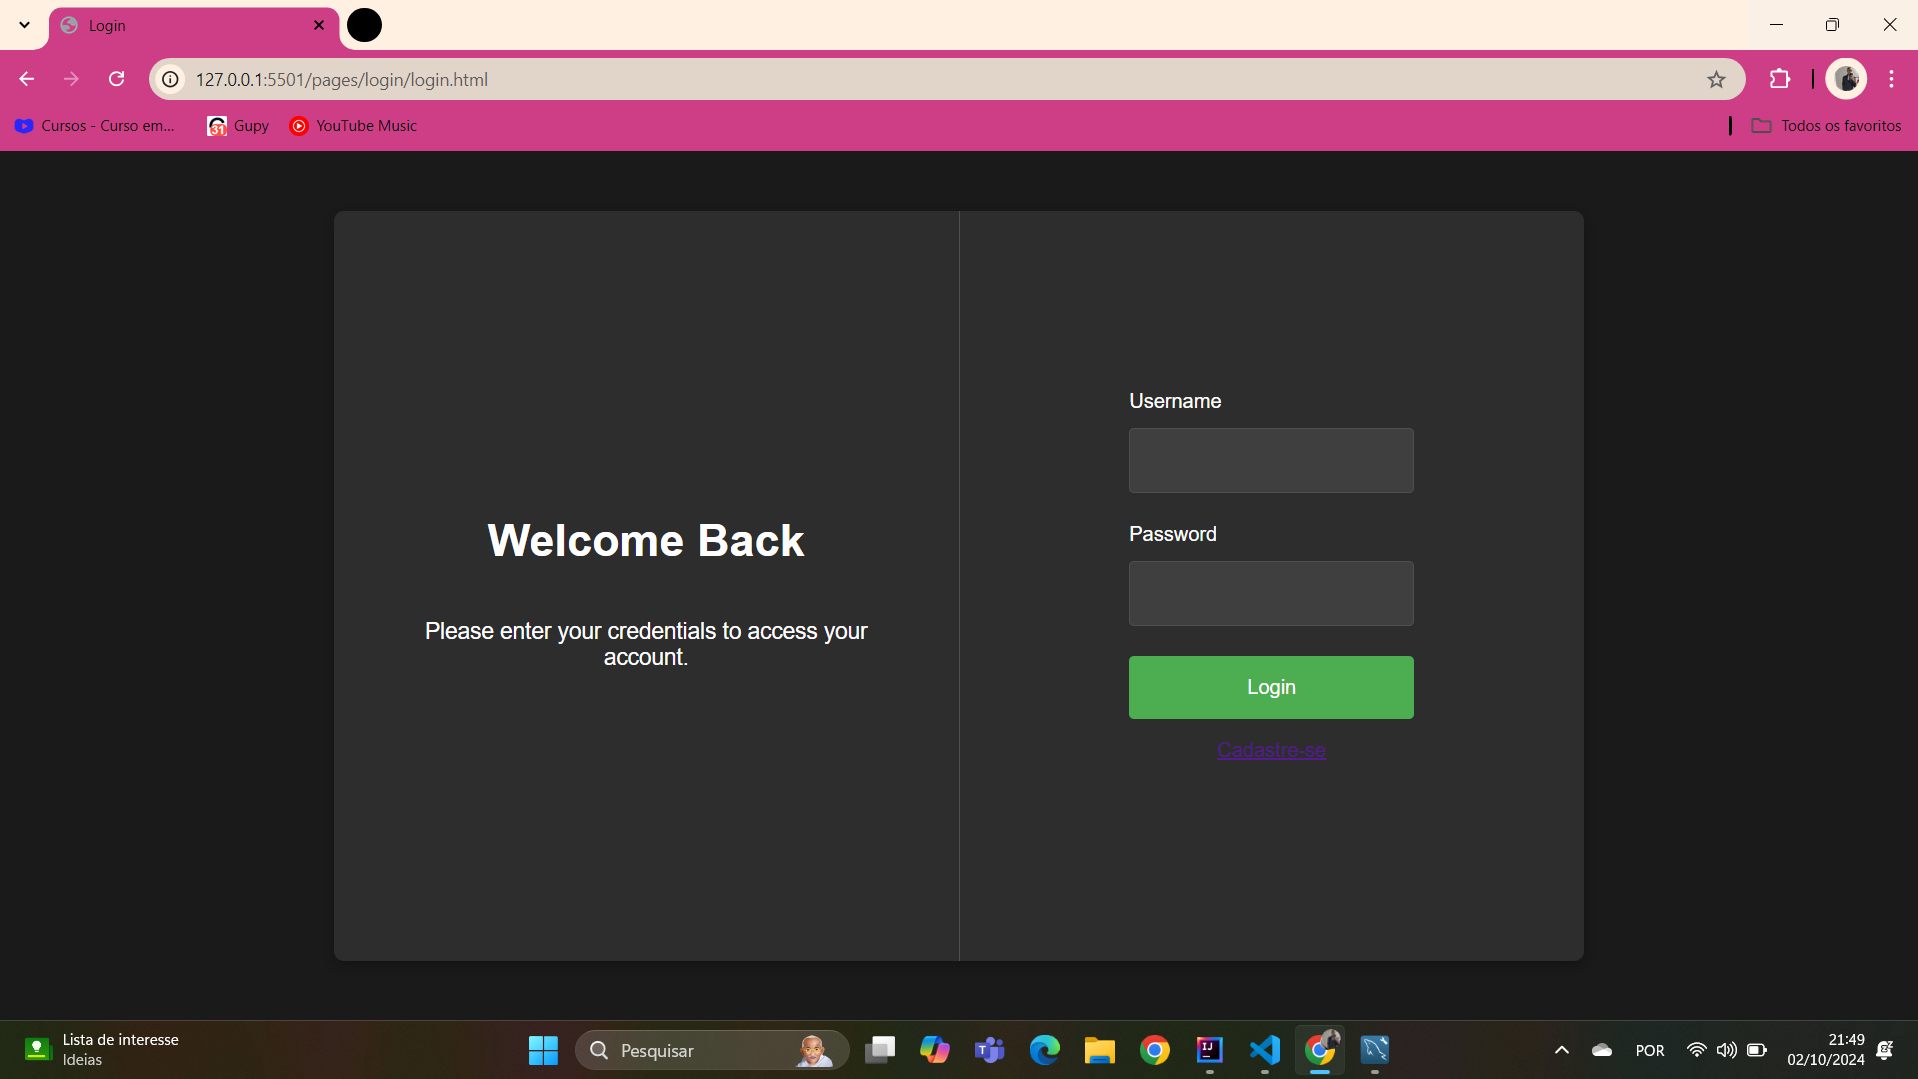 Login
127.0.0.1:5501/pages/login/login.html
Cursos - Curso em...
31
Gupy
YouTube Music
Todos os favoritos
Username
Password
Welcome Back
Please enter your credentials to access your
account.
Login
Cadastre-se
Lista de interesse
Ideias
Pesquisar
T
IJ
POR
21:49
02/10/2024